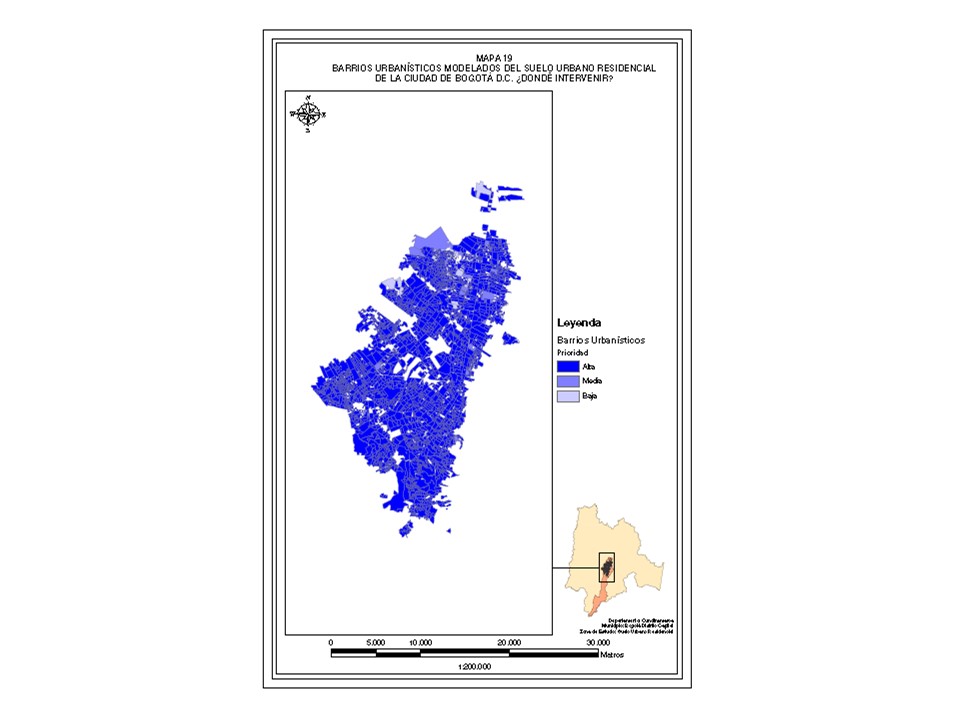 MAPA 19
BARRIOS URBANÍSTICOS MODELADOS DEL SUELO URBANO RESIDENCIAL
DE LA CIUDAD DE BOGOTÁ D.C. ¿DONDÉ INTERVENIR?
N
W E
S
Leyenda
Barrios Urbanísticos
Prioridad
Alta
Media
Baja
Departamento: Cundinamarca
Municipio: Bogotá Distrito Capital
Zona de Estudio: Suelo Urbano Residencial
0 5.000 10.000 20.000 30.000
Metros
1:200.000